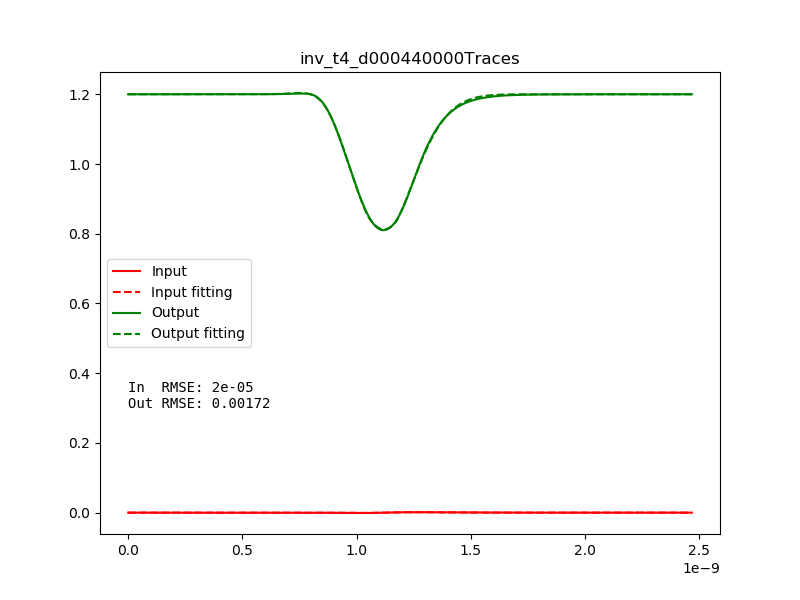 inv_t4_d000440000Traces
1.2
1.0
0.8
0.6
0.4
0.2
0.0
Input
Input fitting
Output
Output fitting
In  RMSE: 2e-05
Out RMSE: 0.00172
0.0 0.5 1.0 1.5 2.0 2.5
1e−9